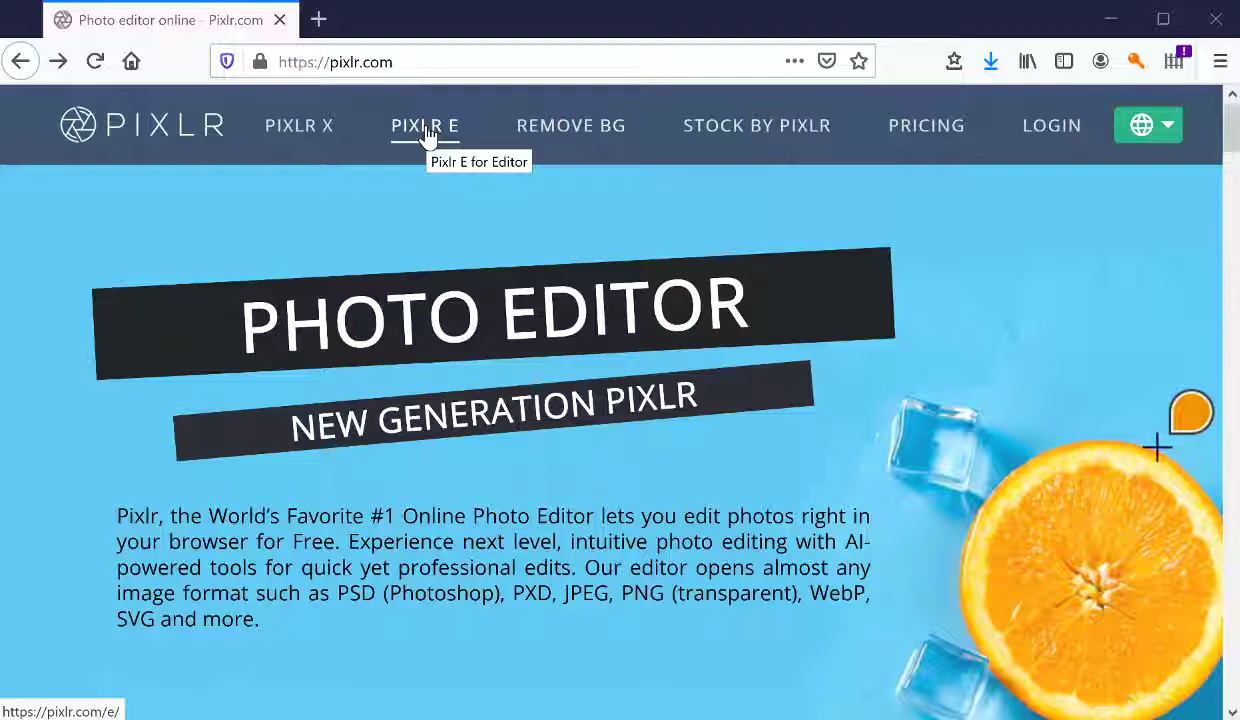 Photo editor online - Pixlr.com
https://pixlr.com
PIXLR PIXLR X PIXLR E REMOVE BG STOCK BY PIXLR PRICING LOGIN
Pixlr E for Editor
PHOTO EDITOR
NEW GENERATION PIXLR
Pixlr, the World's Favorite #1 Online Photo Editor lets you edit photos right in
your browser for Free. Experience next level, intuitive photo editing with AI-
powered tools for quick yet professional edits. Our editor opens almost any
image format such as PSD (Photoshop), PXD, JPEG, PNG (transparent), WebP,
SVG and more.
https://pixlr.com/e/